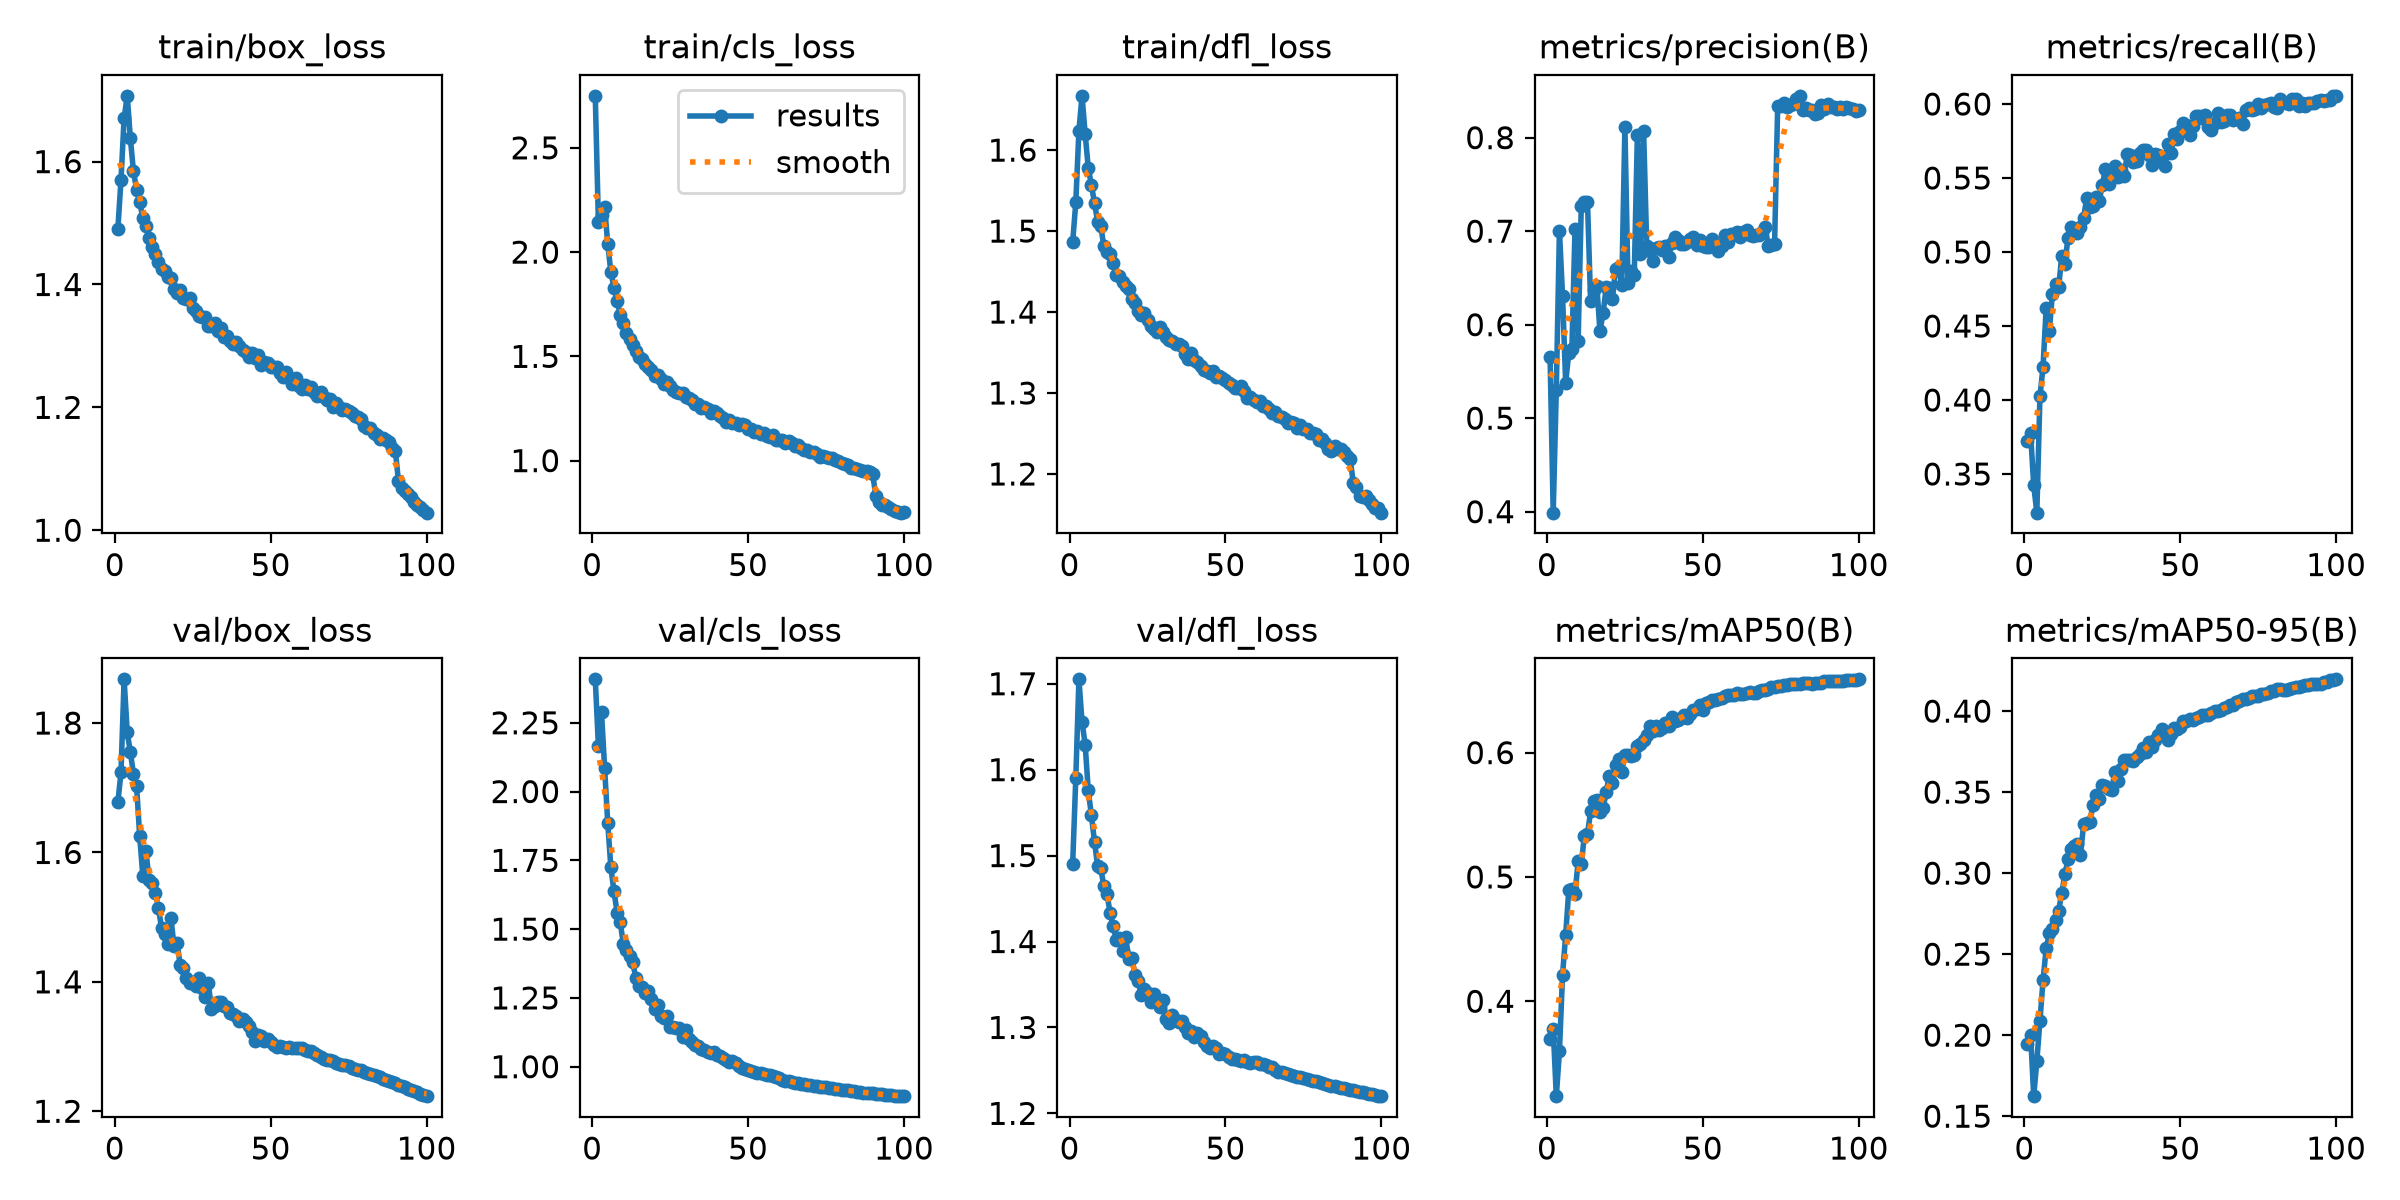 train/box_loss
train/cls_loss
train/dfl_loss
metrics/precision(B)
metrics/recall(B)
results
smooth
1.6
1.4
1.2
1.0
0 50 100
2.5
2.0
1.5
1.0
0 50 100
1.6
1.5
1.4
1.3
1.2
0 50 100
0.8
0.7
0.6
0.5
0.4
0 50 100
0.60
0.55
0.50
0.45
0.40
0.35
0 50 100
val/box_loss
val/cls_loss
val/dfl_loss
metrics/mAP50(B)
metrics/mAP50-95(B)
1.8
1.6
1.4
1.2
0 50 100
2.25
2.00
1.75
1.50
1.25
1.00
0 50 100
1.7
1.6
1.5
1.4
1.3
1.2
0 50 100
0.6
0.5
0.4
0 50 100
0.40
0.35
0.30
0.25
0.20
0.15
0 50 100